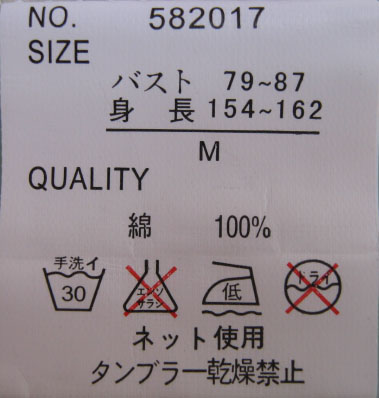 NO. 582017
SIZE
バスト 79~87
身長 154~162
M
QUALITY
綿 100%
手洗イ 30
エンソサラシ
低
ドライ
ネット使用
タンブラー乾燥禁止